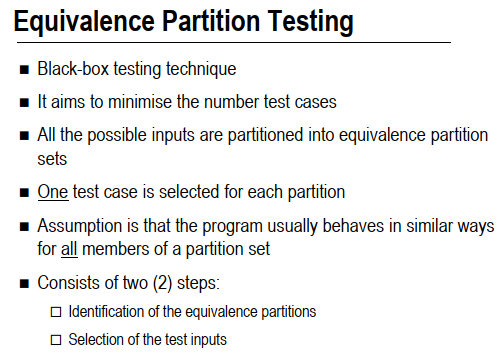 Equivalence Partition Testing
Black-box testing technique
It aims to minimise the number test cases
All the possible inputs are partitioned into equivalence partition
sets
One test case is selected for each partition
Assumption is that the program usually behaves in similar ways
for all members of a partition set
Consists of two (2) steps:
Identification of the equivalence partitions
Selection of the test inputs